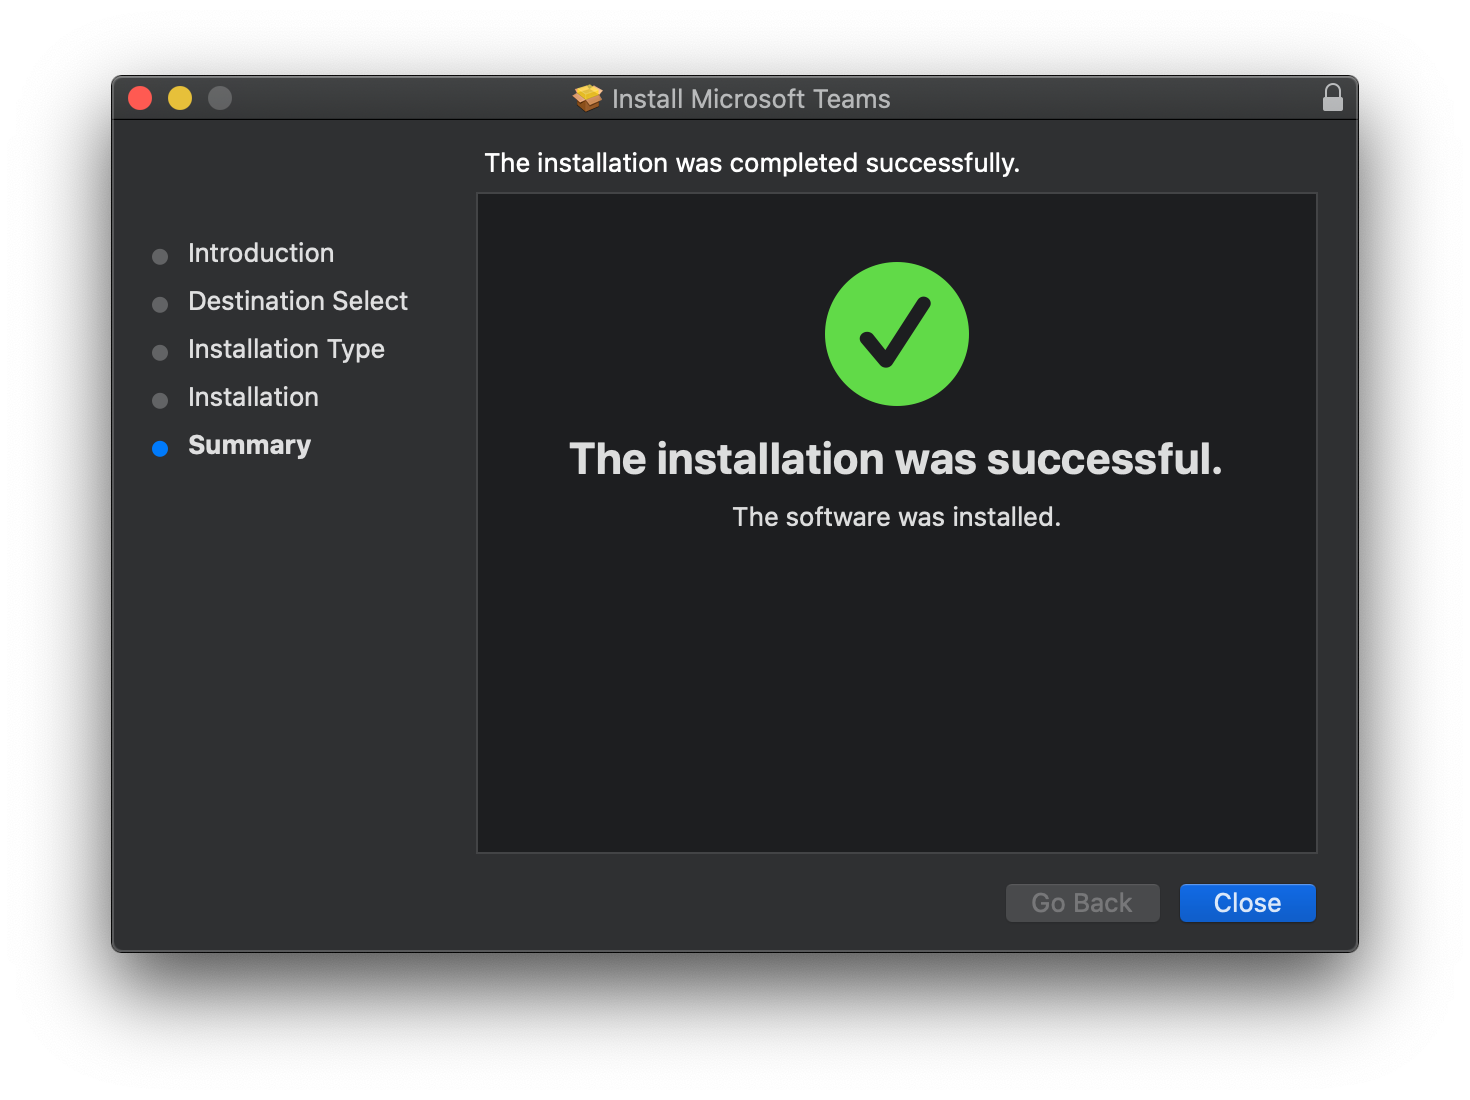 Install Microsoft Teams
The installation was completed successfully.
Introduction
Destination Select
Installation Type
Installation
Summary
The installation was successful.
The software was installed.
Go Back
Close